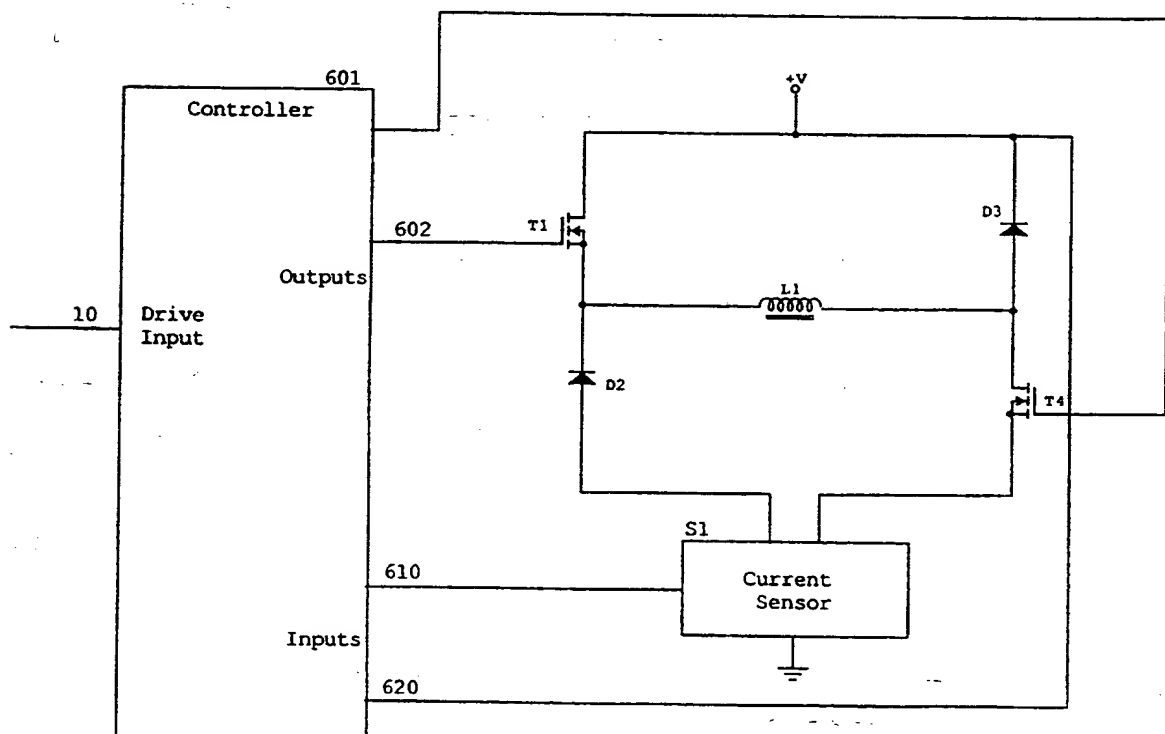 601
Controller
+V
T1
602
D3
Outputs
L1
10
Drive
Input
D2
T4
S1
Current
Sensor
610
Inputs
620